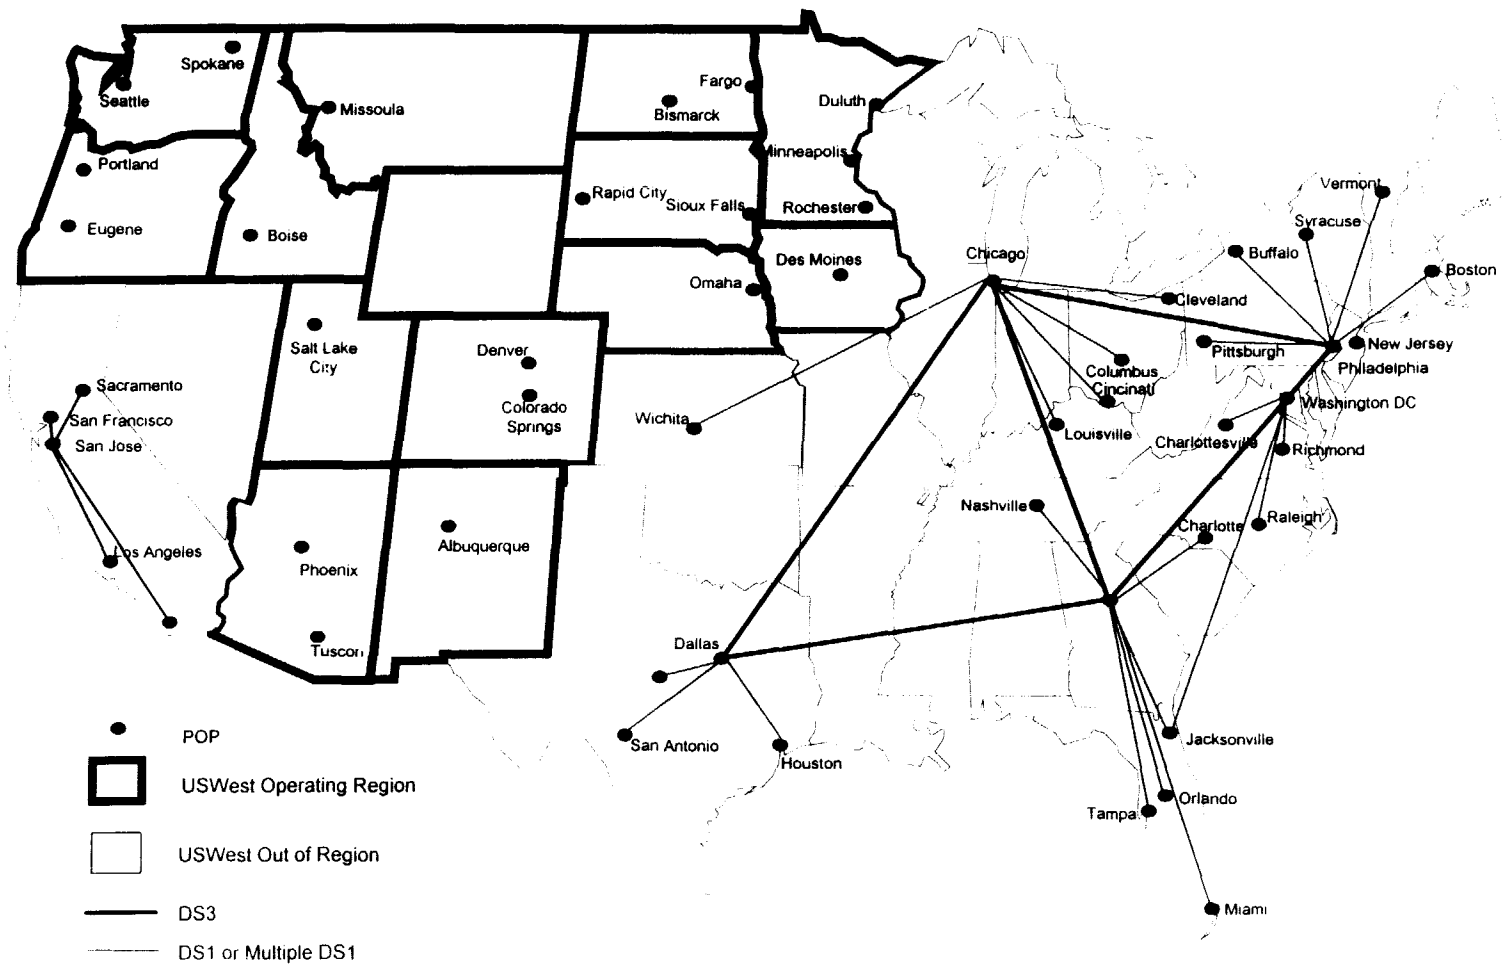 Spokane
Seattle
Missoula
Fargo
Bismarck
Duluth
Portland
Minneapolis
Eugene
Boise
Rapid City
Sioux Falls
Rochester
Vermont
Syracuse
Buffalo
Boston
Chicago
Des Moines
Omaha
Cleveland
Salt Lake
City
Denver
Pittsburgh
New Jersey
Philadelphia
Columbus
Cincinati
Sacramento
San Francisco
San Jose
Colorado
Springs
Wichita
Louisville
Washington DC
Charlottesville
Richmond
Nashville
Charlotte
Raleigh
Los Angeles
Phoenix
Albuquerque
Tuscon
Dallas
San Antonio
Houston
Jacksonville
Orlando
Tampa
Miami
POP
USWest Operating Region
USWest Out of Region
DS3
DS1 or Multiple DS1